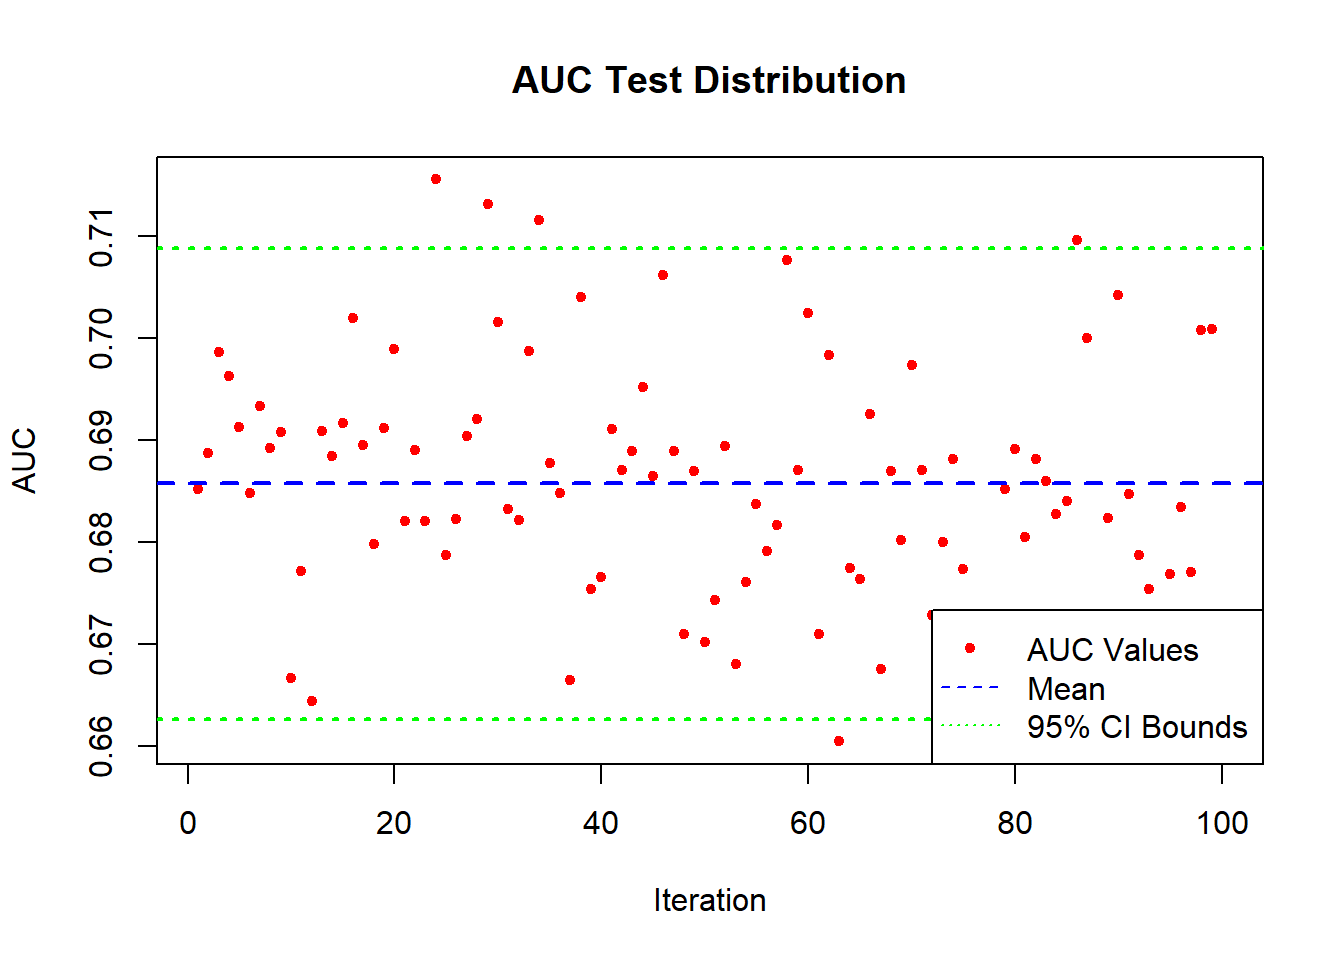 AUC Test Distribution
AUC
0.71
0.70
0.69
0.68
0.67
0.66
AUC Values
Mean
95% CI Bounds
0 20 40 60 80 100
Iteration